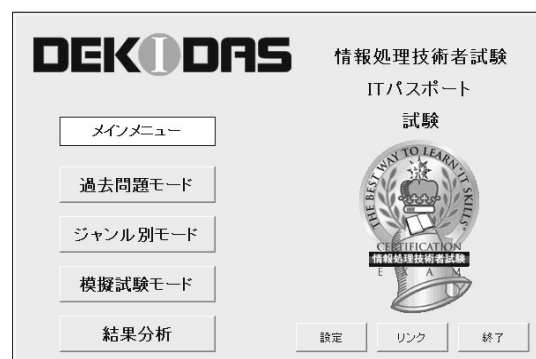 DEKIDAS
情報処理技術者試験
ITパスポート
試験
メインメニュー
過去問題モード
ジャンル別モード
模擬試験モード
結果分析
THE BEST WAY TO LEARN "IT SKILLS"
CERTIFICATION
情報処理技術者試験
EXAM
設定
リンク
終了